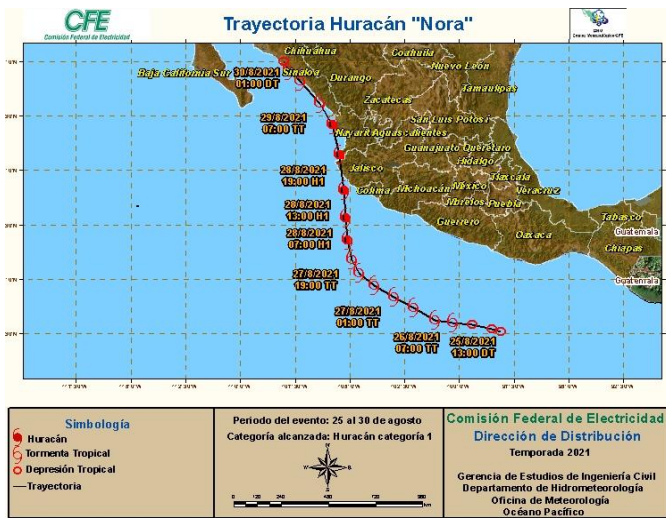 CFE
Comisión Federal de Electricidad
Trayectoria Huracán "Nora"
Chihuahua
Coahuila
Nuevo León
Baja California Sur
30/8/2021
01:00 DT
Sinaloa
Durango
Tamaulipas
Zacatecas
29/8/2021
07:00 TT
San Luis Potosí
Nayarit
Aguascalientes
Guanajuato
Querétaro
Hidalgo
28/8/2021
19:00 H1
Jalisco
Tlaxcala
Colima
Michoacán
México
Veracruz
Morelos
Puebla
28/8/2021
13:00 H1
Guerrero
Tabasco
28/8/2021
07:00 H1
Oaxaca
Guatemala
Chiapas
27/8/2021
19:00 TT
Guatemala
27/8/2021
01:00 TT
26/8/2021
07:00 TT
25/8/2021
13:00 DT
Simbología
Huracán
Tormenta Tropical
Depresión Tropical
Trayectoria
Periodo del evento: 25 al 30 de agosto
Categoría alcanzada: Huracán categoría 1
N
W
E
S
Comisión Federal de Electricidad
Dirección de Distribución
Temporada 2021
Gerencia de Estudios de Ingeniería Civil
Departamento de Hidrometeorología
Oficina de Meteorología
Océano Pacífico